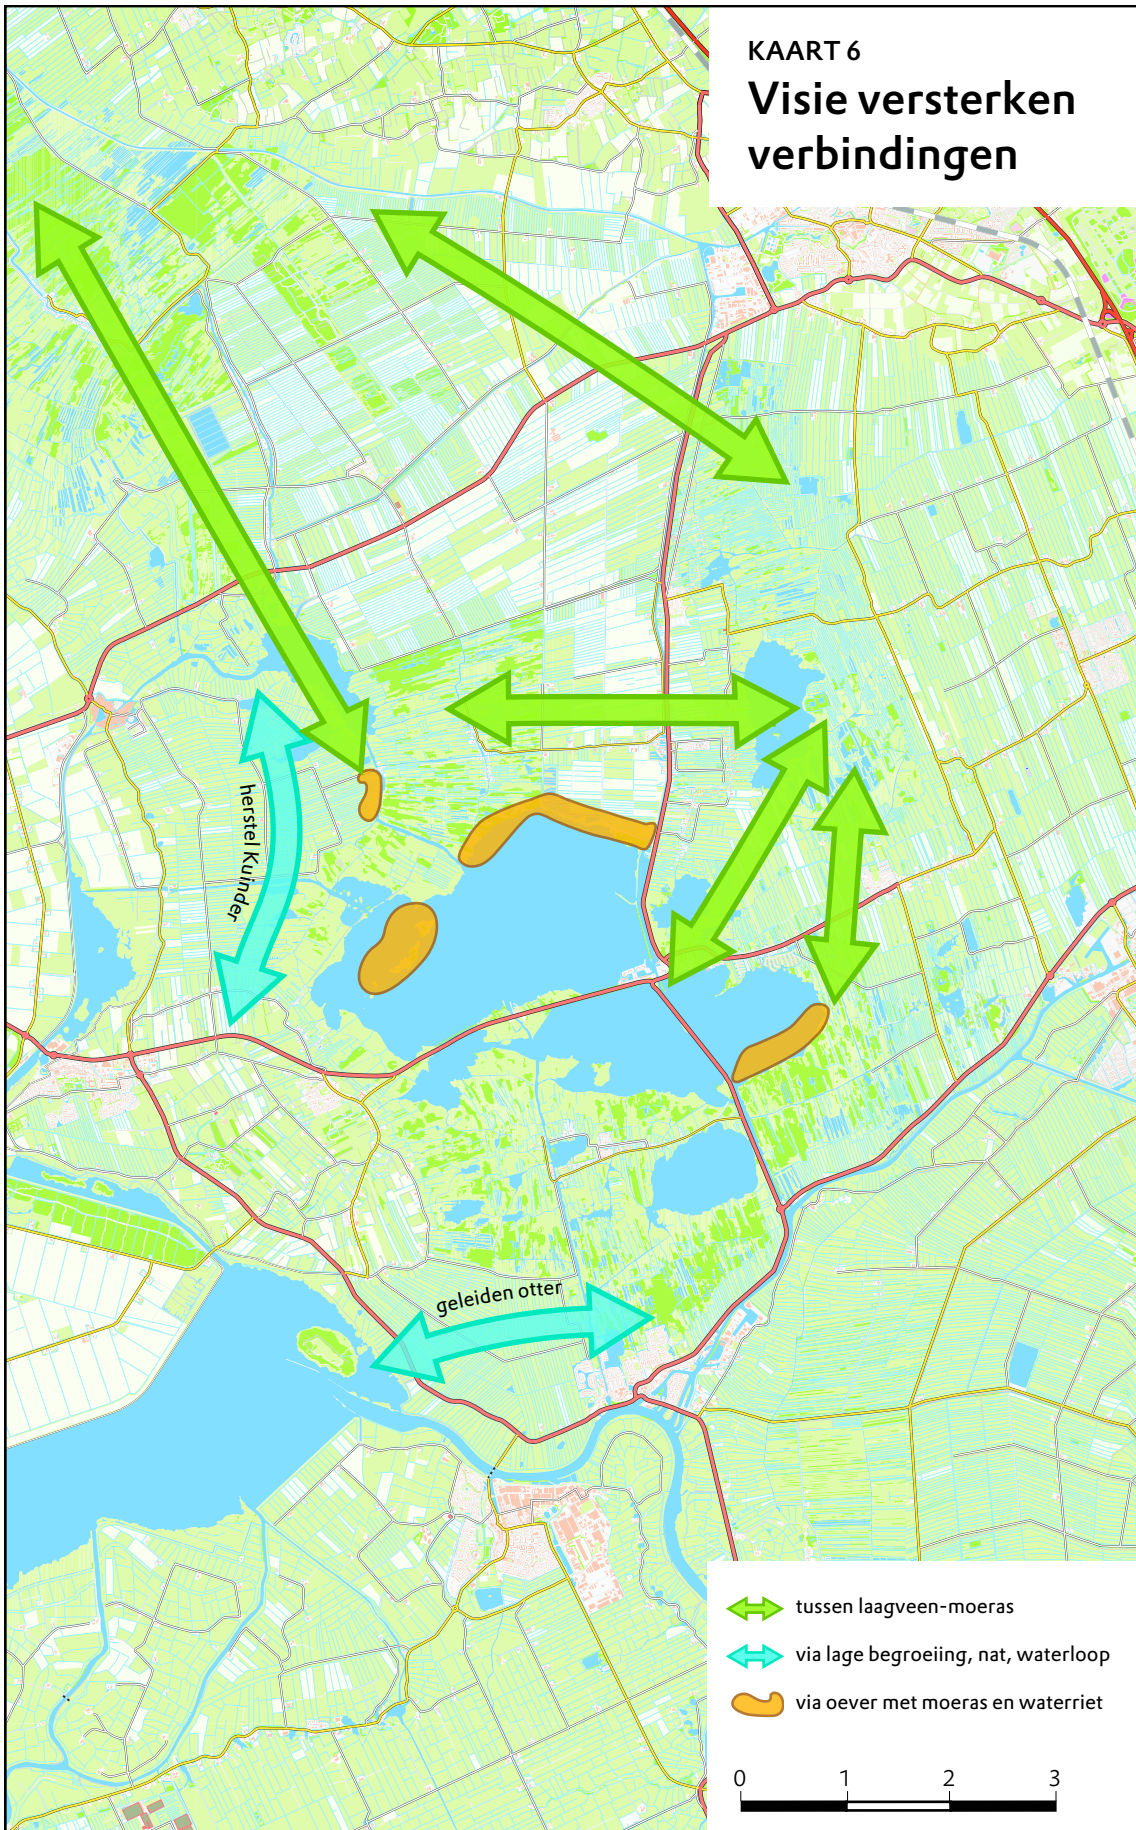 KAART 6
Visie versterken
verbindingen
herstel Kuinder
geleiden otter
tussen laagveen-moeras
via lage begroeiing, nat, waterloop
via oever met moeras en waterriet
0 1 2 3